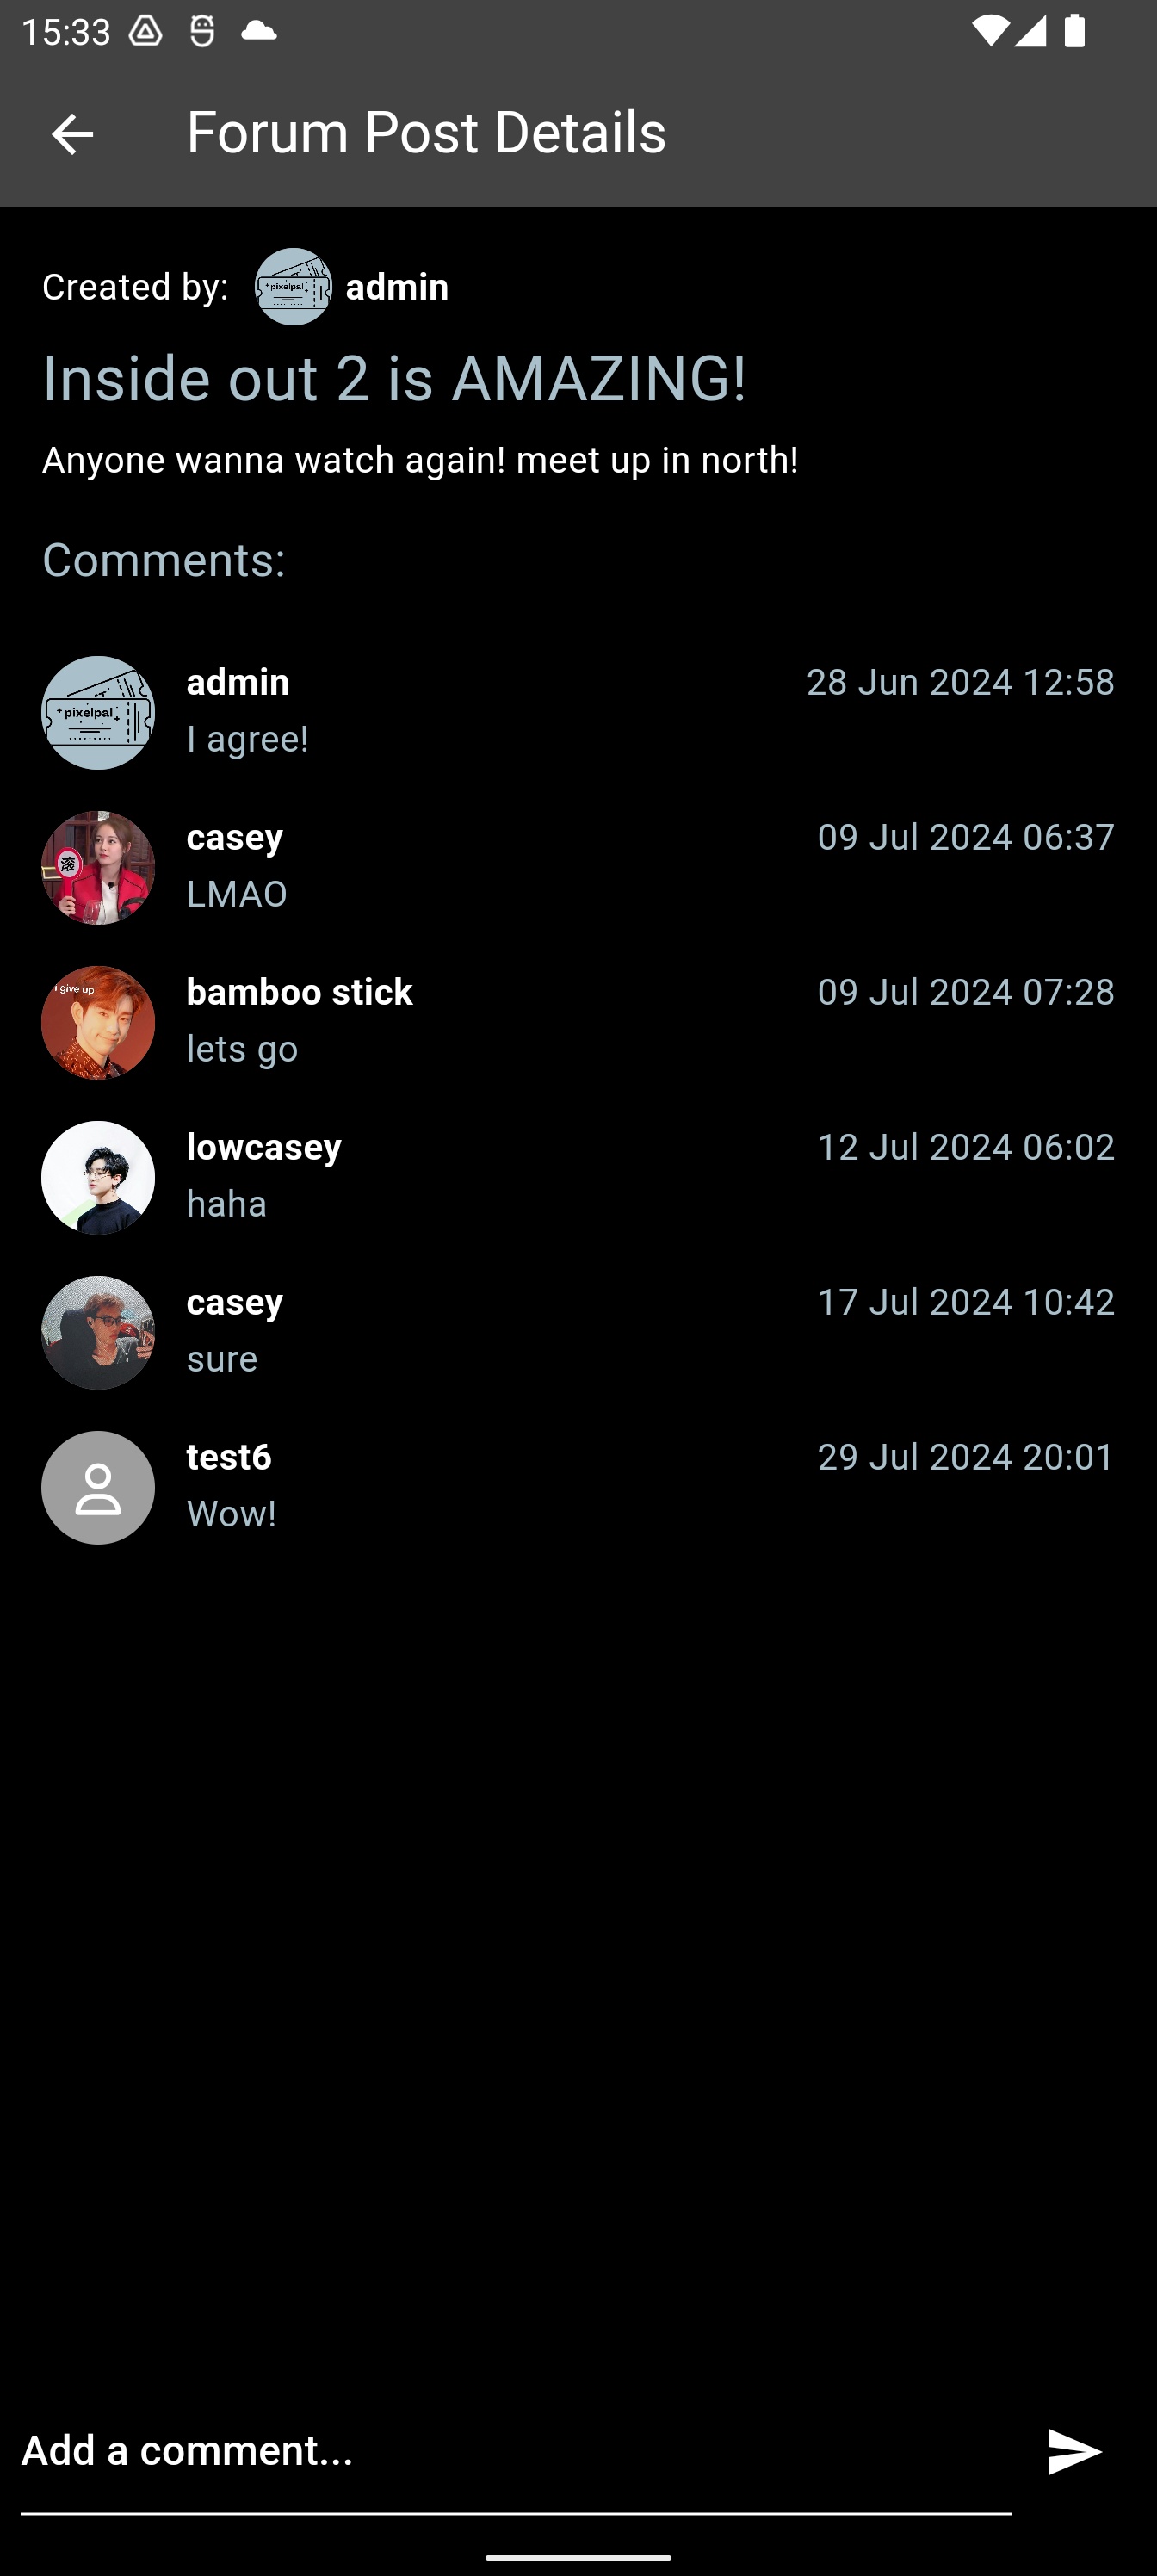 15:33
Forum Post Details
Created by: pixelpal admin
Inside out 2 is AMAZING!
Anyone wanna watch again! meet up in north!
Comments:
admin 28 Jun 2024 12:58
pixelpal
I agree!
casey 09 Jul 2024 06:37
滚
LMAO
bamboo stick 09 Jul 2024 07:28
i give up
lets go
lowcasey 12 Jul 2024 06:02
haha
casey 17 Jul 2024 10:42
sure
test6 29 Jul 2024 20:01
Wow!
Add a comment...